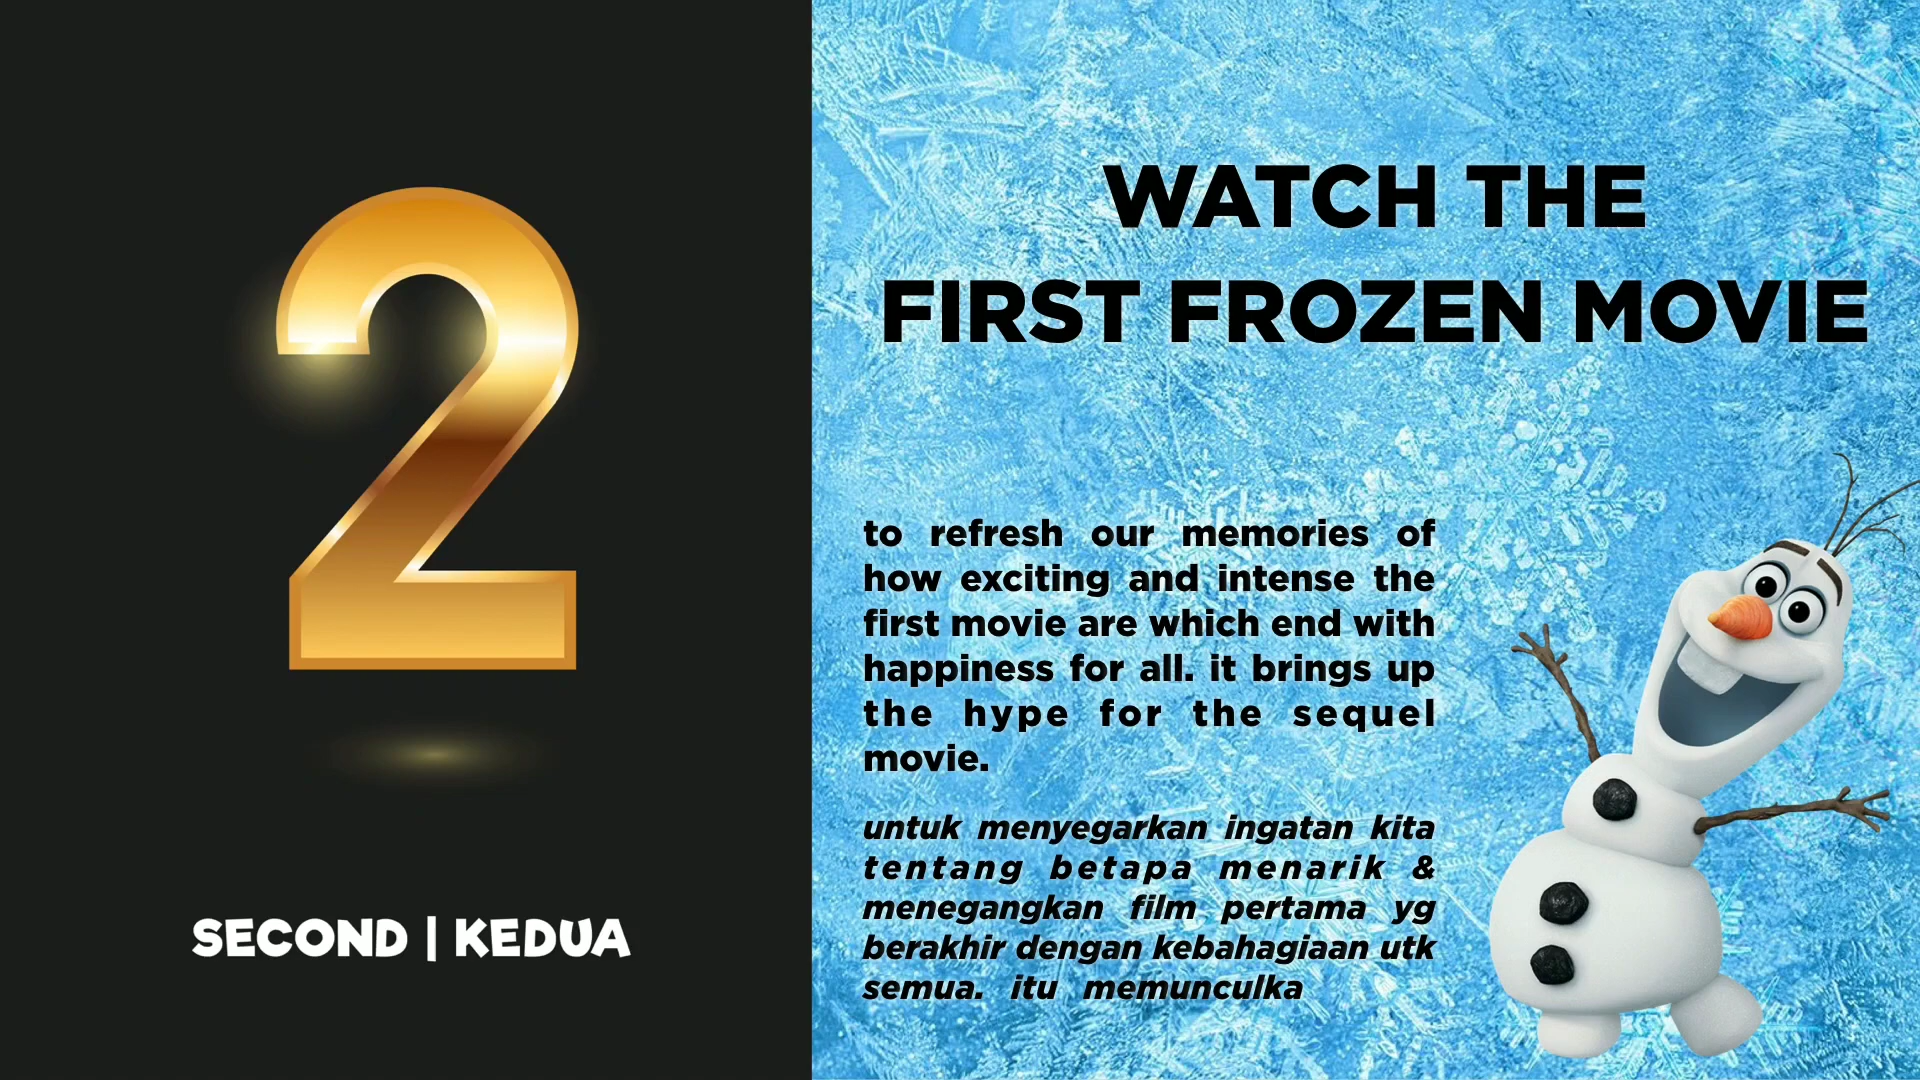 2
SECOND | KEDUA
WATCH THE
FIRST FROZEN MOVIE
to refresh our memories of
how exciting and intense the
first movie are which end with
happiness for all. it brings up
the hype for the sequel
movie.
untuk menyegarkan ingatan kita
tentang betapa menarik &
menegangkan film pertama yg
berakhir dengan kebahagiaan utk
semua. itu memunculka